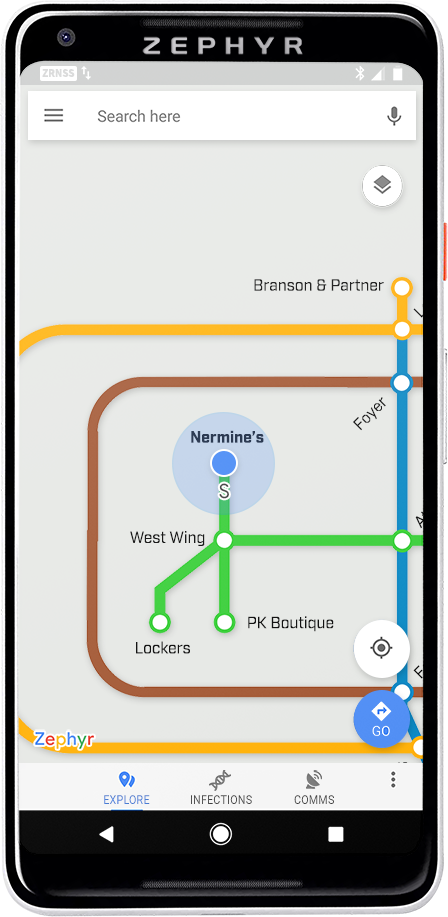 ZEPHYR
ZRNSS
Search here
Branson & Partner
Foyer
Nermine's
S
West Wing
Lockers
PK Boutique
GO
Zephyr
EXPLORE
INFECTIONS
COMMS